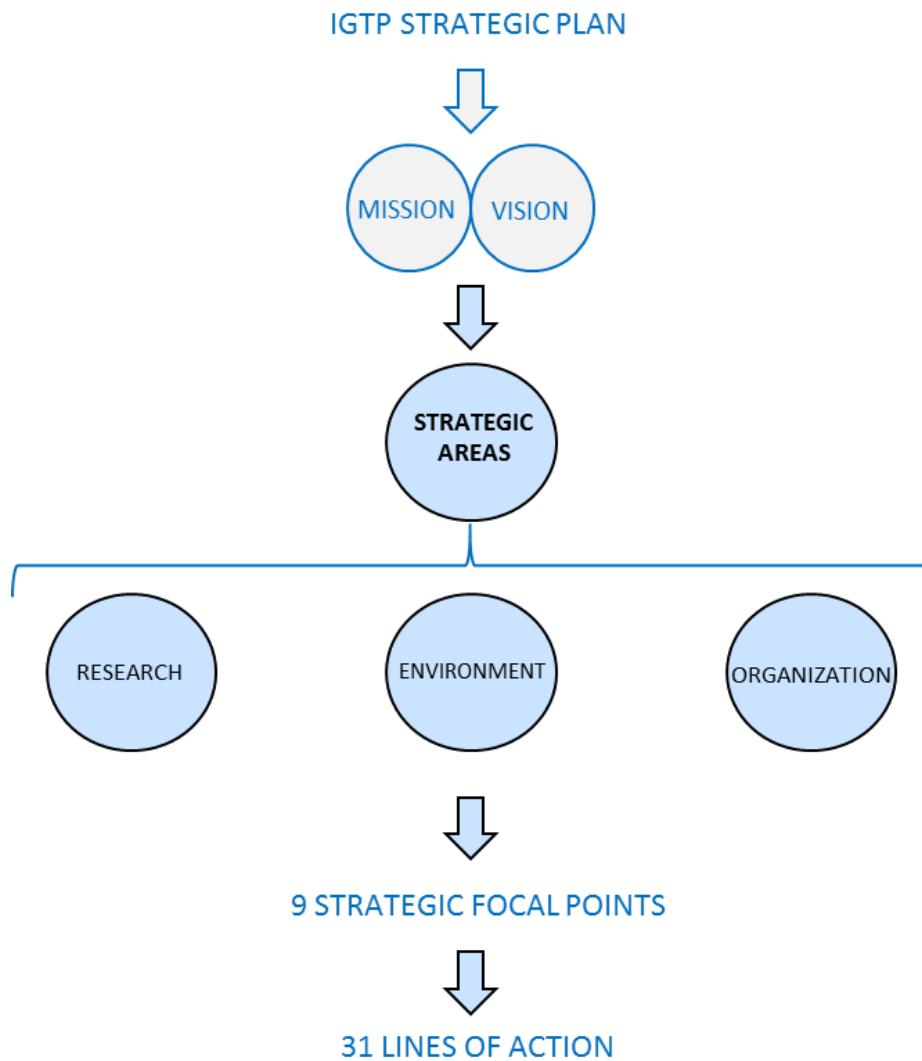 IGTP STRATEGIC PLAN
MISSION
VISION
STRATEGIC
AREAS
RESEARCH
ENVIRONMENT
ORGANIZATION
9 STRATEGIC FOCAL POINTS
31 LINES OF ACTION